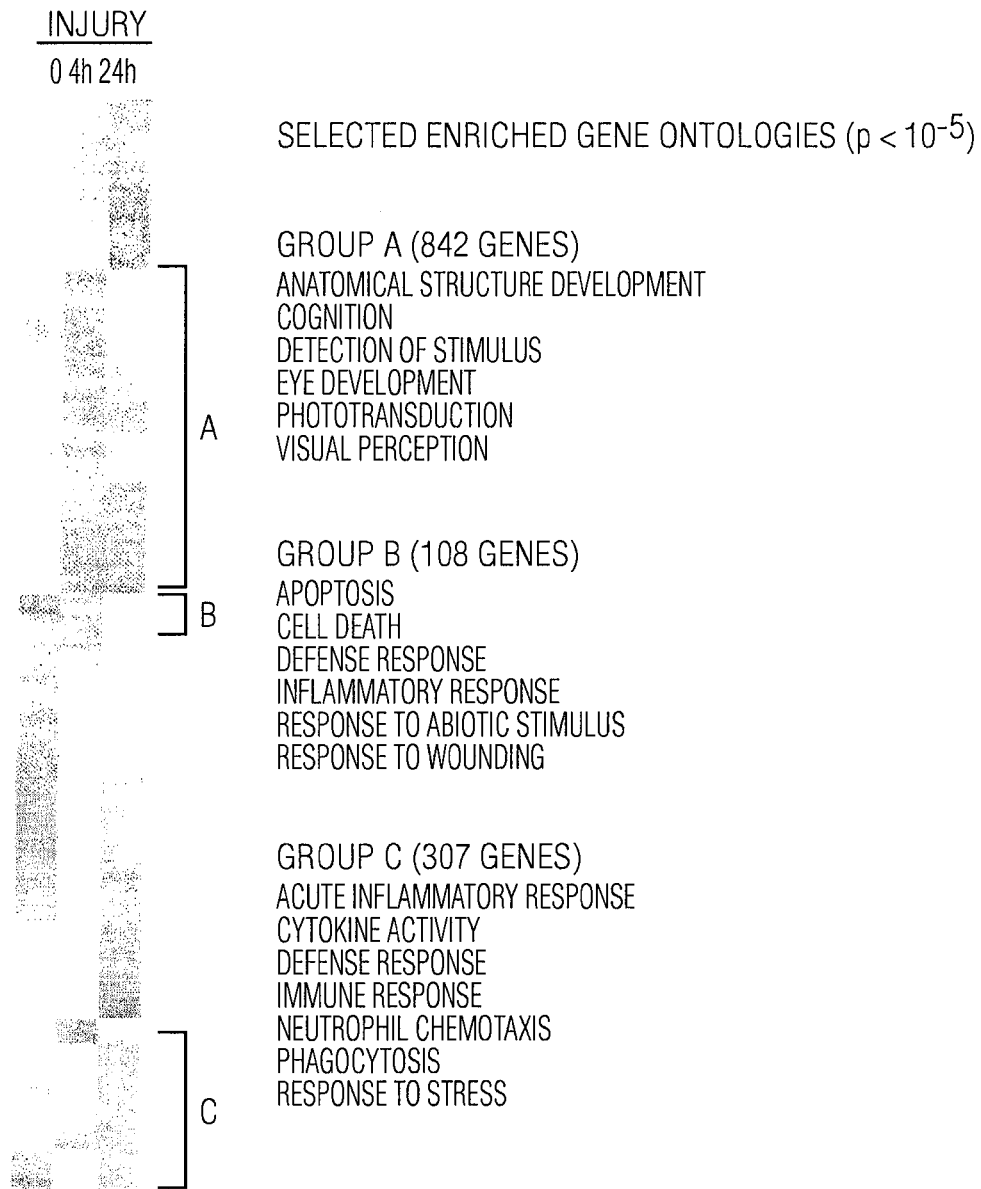 INJURY
0 4h 24h
SELECTED ENRICHED GENE ONTOLOGIES (p < 10⁻⁵)
GROUP A (842 GENES)
ANATOMICAL STRUCTURE DEVELOPMENT
COGNITION
DETECTION OF STIMULUS
EYE DEVELOPMENT
PHOTOTRANSDUCTION
VISUAL PERCEPTION
A
GROUP B (108 GENES)
APOPTOSIS
CELL DEATH
DEFENSE RESPONSE
INFLAMMATORY RESPONSE
RESPONSE TO ABIOTIC STIMULUS
RESPONSE TO WOUNDING
B
GROUP C (307 GENES)
ACUTE INFLAMMATORY RESPONSE
CYTOKINE ACTIVITY
DEFENSE RESPONSE
IMMUNE RESPONSE
NEUTROPHIL CHEMOTAXIS
PHAGOCYTOSIS
RESPONSE TO STRESS
C